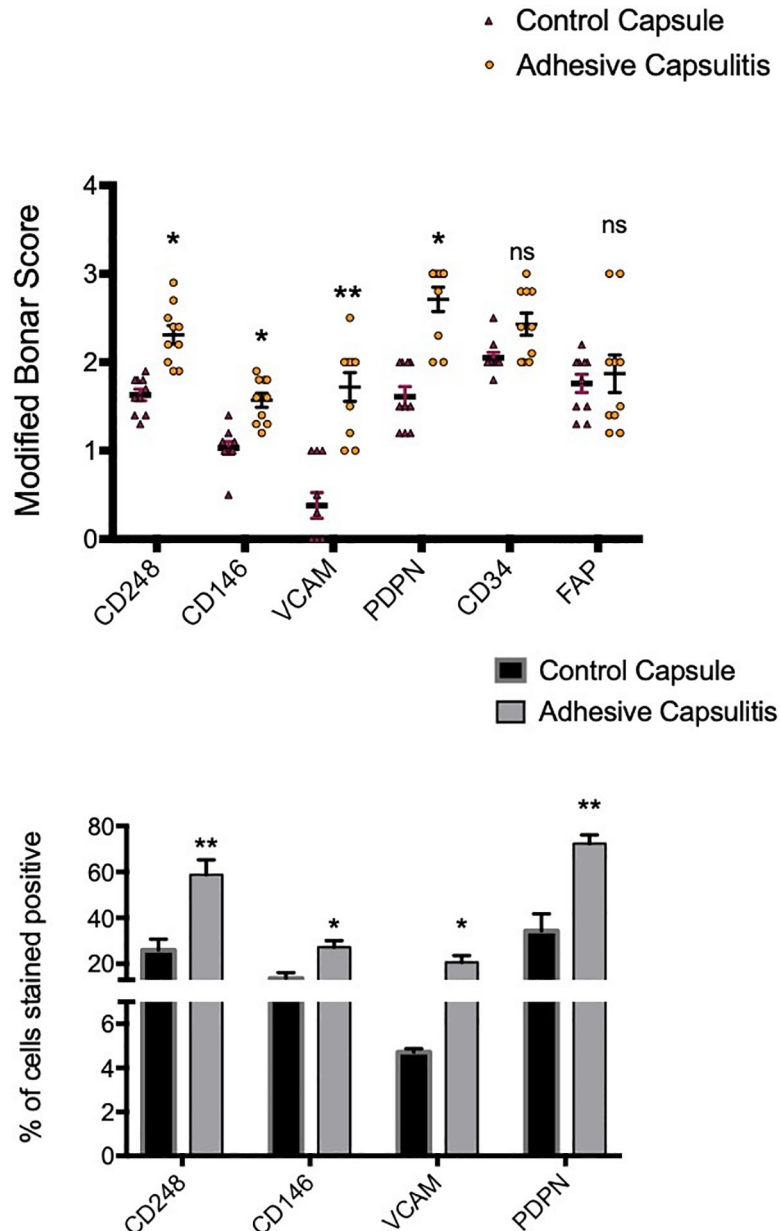 Control Capsule
Adhesive Capsulitis
Modified Bonar Score
4
3
2
1
0
*
*
**
*
ns
ns
CD248
CD146
VCAM
PDPN
CD34
FAP
Control Capsule
Adhesive Capsulitis
% of cells stained positive
80
60
40
20
6
4
2
0
**
*
*
**
CD248
CD146
VCAM
PDPN